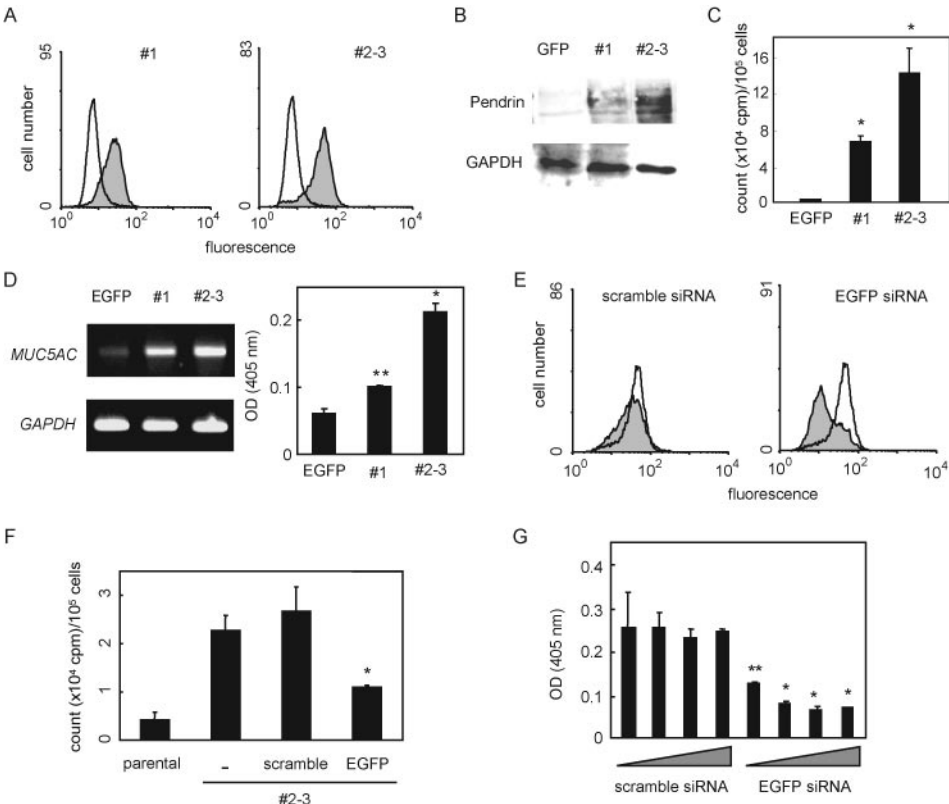 A
#1
#2-3
95
83
cell number
0
0
10⁰ 10² 10⁴
10⁰ 10² 10⁴
fluorescence
B
GFP #1 #2-3
Pendrin
GAPDH
C
count (x10⁴ cpm)/10⁵ cells
16
12
8
4
0
*
*
EGFP #1 #2-3
D
EGFP #1 #2-3
MUC5AC
GAPDH
OD (405 nm)
0.2
0.1
0
**
*
EGFP #1 #2-3
E
scramble siRNA
EGFP siRNA
86
91
cell number
0
0
10⁰ 10² 10⁴
10⁰ 10² 10⁴
fluorescence
F
count (x10⁴ cpm)/10⁵ cells
3
2
1
0
*
parental - scramble EGFP
#2-3
G
OD (405 nm)
0.4
0.3
0.2
0.1
0
** * * *
scramble siRNA EGFP siRNA